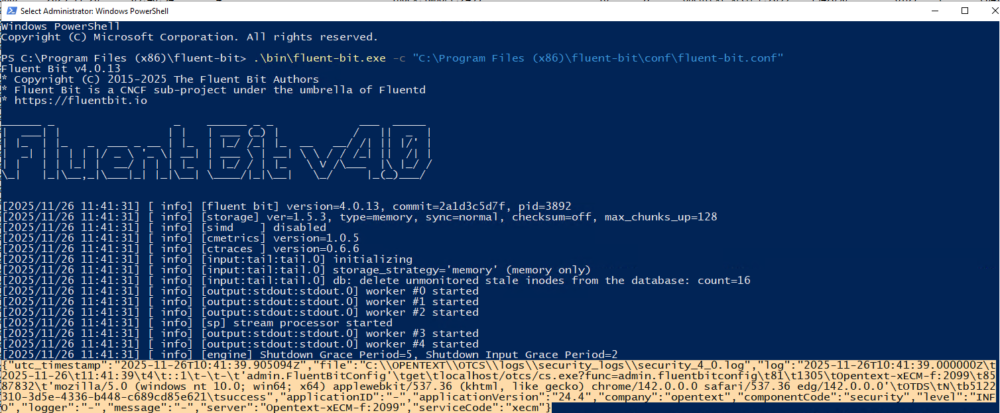 Select Administrator: Windows PowerShell
Windows PowerShell
Copyright (C) Microsoft Corporation. All rights reserved.
PS C:\Program Files (x86)\fluent-bit> .\bin\fluent-bit.exe -c "C:\Program Files (x86)\fluent-bit\conf\fluent-bit.conf"
Fluent Bit v4.0.13
* Copyright (C) 2015-2025 The Fluent Bit Authors
* Fluent Bit is a CNCF sub-project under the umbrella of Fluentd
* https://fluentbit.io
Fluent Bit v4.0
[2025/11/26 11:41:31] [ info] [fluent bit] version=4.0.13, commit=2a1d3c5d7f, pid=3892
[2025/11/26 11:41:31] [ info] [storage] ver=1.5.3, type=memory, sync=normal, checksum=off, max_chunks_up=128
[2025/11/26 11:41:31] [ info] [simd    ] disabled
[2025/11/26 11:41:31] [ info] [cmetrics] version=1.0.5
[2025/11/26 11:41:31] [ info] [ctraces ] version=0.6.6
[2025/11/26 11:41:31] [ info] [input:tail:tail.0] initializing
[2025/11/26 11:41:31] [ info] [input:tail:tail.0] storage_strategy='memory' (memory only)
[2025/11/26 11:41:31] [ info] [input:tail:tail.0] db: delete unmonitored stale inodes from the database: count=16
[2025/11/26 11:41:31] [ info] [output:stdout:stdout.0] worker #0 started
[2025/11/26 11:41:31] [ info] [output:stdout:stdout.0] worker #1 started
[2025/11/26 11:41:31] [ info] [output:stdout:stdout.0] worker #2 started
[2025/11/26 11:41:31] [ info] [sp] stream processor started
[2025/11/26 11:41:31] [ info] [output:stdout:stdout.0] worker #3 started
[2025/11/26 11:41:31] [ info] [output:stdout:stdout.0] worker #4 started
[2025/11/26 11:41:31] [ info] [engine] Shutdown Grace Period=5, Shutdown Input Grace Period=2
{"utc_timestamp":"2025-11-26T10:41:39.905094Z","file":"C:\\OPENTEXT\\OTCS\\logs\\security_logs\\security_4_0.log","log":"2025-11-26T10:41:39.000000Z\t
2025-11-26\t11:41:39\t4\t::1\t-\t-\t'admin.FluentBitConfig'\tget\tlocalhost/otcs/cs.exe?func=admin.fluentbitconfig\t81\t1305\tOpentext-xECM-f:2099\t85
87832\t'mozilla/5.0 (windows nt 10.0; win64; x64) applewebkit/537.36 (khtml, like gecko) chrome/142.0.0.0 safari/537.36 edg/142.0.0.0'\tOTDS\tN\tb5122
310-3d5e-4336-b448-c689cd85e621\tsuccess","applicationID":"-","applicationVersion":"24.4","company":"opentext","componentCode":"security","level":"INF
O","logger":"-","message":"-","server":"Opentext-xECM-f:2099","serviceCode":"xecm"}